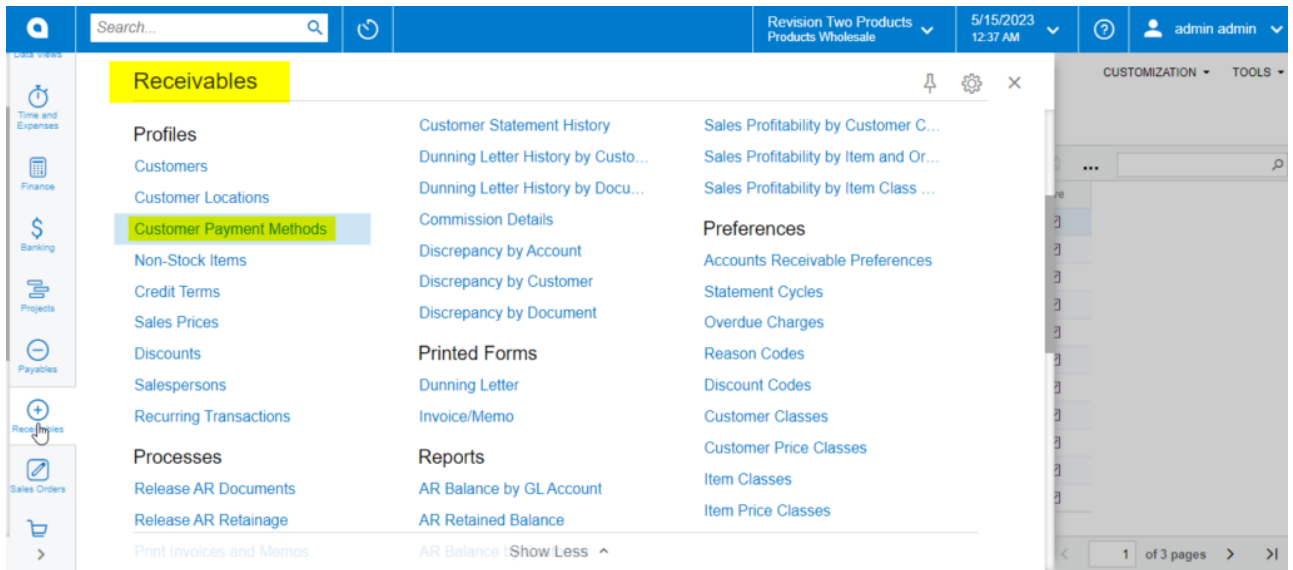 Search...
Revision Two Products
Products Wholesale
5/15/2023
12:37 AM
admin admin
Data Views
Time and
Expenses
Finance
Banking
Projects
Payables
Receivables
Sales Orders
Receivables
Profiles
Customers
Customer Locations
Customer Payment Methods
Non-Stock Items
Credit Terms
Sales Prices
Discounts
Salespersons
Recurring Transactions
Processes
Release AR Documents
Release AR Retainage
Print Invoices and Memos
Customer Statement History
Dunning Letter History by Custo...
Dunning Letter History by Docu...
Commission Details
Discrepancy by Account
Discrepancy by Customer
Discrepancy by Document
Printed Forms
Dunning Letter
Invoice/Memo
Reports
AR Balance by GL Account
AR Retained Balance
AR Balance
Show Less
Sales Profitability by Customer C...
Sales Profitability by Item and Or...
Sales Profitability by Item Class ...
Preferences
Accounts Receivable Preferences
Statement Cycles
Overdue Charges
Reason Codes
Discount Codes
Customer Classes
Customer Price Classes
Item Classes
Item Price Classes
CUSTOMIZATION
TOOLS
...
1 of 3 pages